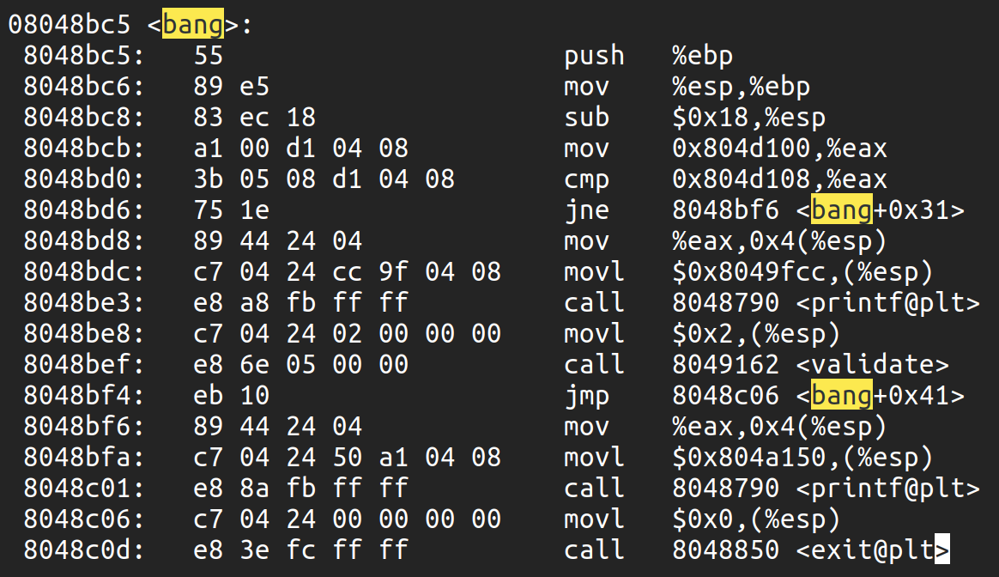 08048bc5 <bang>:
 8048bc5:   55                      push   %ebp
 8048bc6:   89 e5                   mov    %esp,%ebp
 8048bc8:   83 ec 18                sub    $0x18,%esp
 8048bcb:   a1 00 d1 04 08          mov    0x804d100,%eax
 8048bd0:   3b 05 08 d1 04 08       cmp    0x804d108,%eax
 8048bd6:   75 1e                   jne    8048bf6 <bang+0x31>
 8048bd8:   89 44 24 04             mov    %eax,0x4(%esp)
 8048bdc:   c7 04 24 cc 9f 04 08    movl   $0x8049fcc,(%esp)
 8048be3:   e8 a8 fb ff ff          call   8048790 <printf@plt>
 8048be8:   c7 04 24 02 00 00 00    movl   $0x2,(%esp)
 8048bef:   e8 6e 05 00 00          call   8049162 <validate>
 8048bf4:   eb 10                   jmp    8048c06 <bang+0x41>
 8048bf6:   89 44 24 04             mov    %eax,0x4(%esp)
 8048bfa:   c7 04 24 50 a1 04 08    movl   $0x804a150,(%esp)
 8048c01:   e8 8a fb ff ff          call   8048790 <printf@plt>
 8048c06:   c7 04 24 00 00 00 00    movl   $0x0,(%esp)
 8048c0d:   e8 3e fc ff ff          call   8048850 <exit@plt>